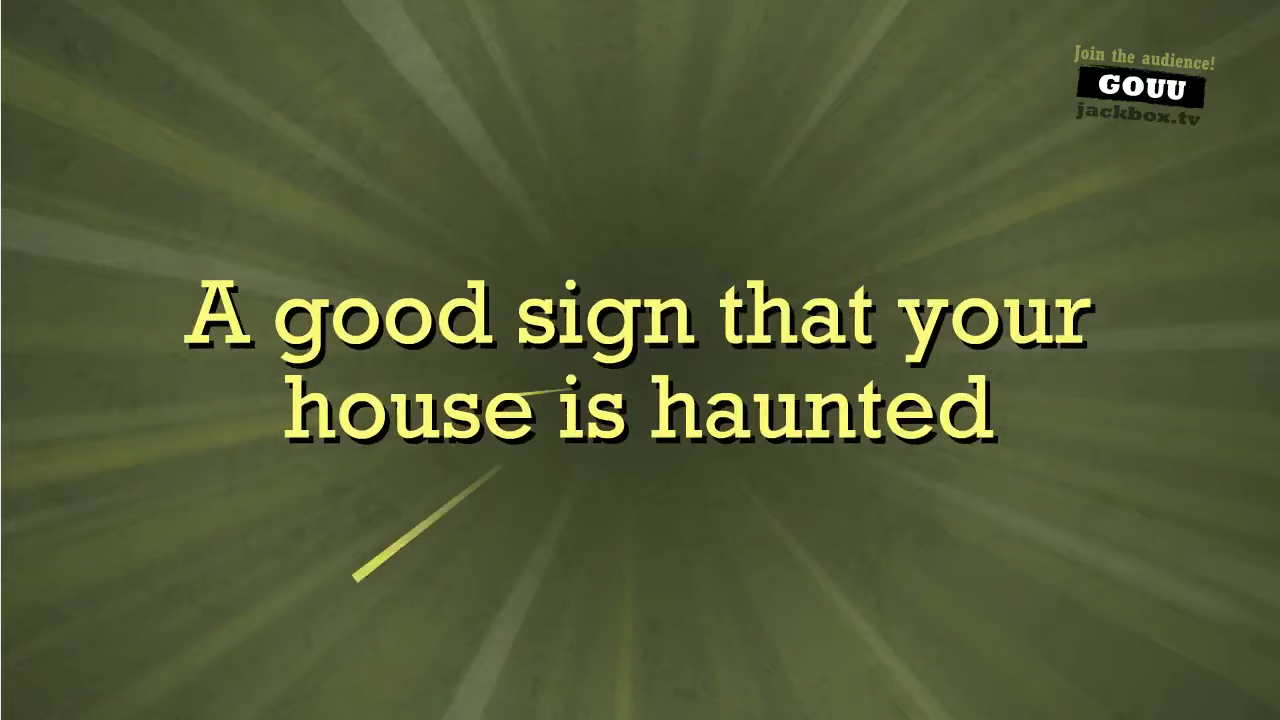 Join the audience!
GOUU
jackbox.tv
A good sign that your
house is haunted